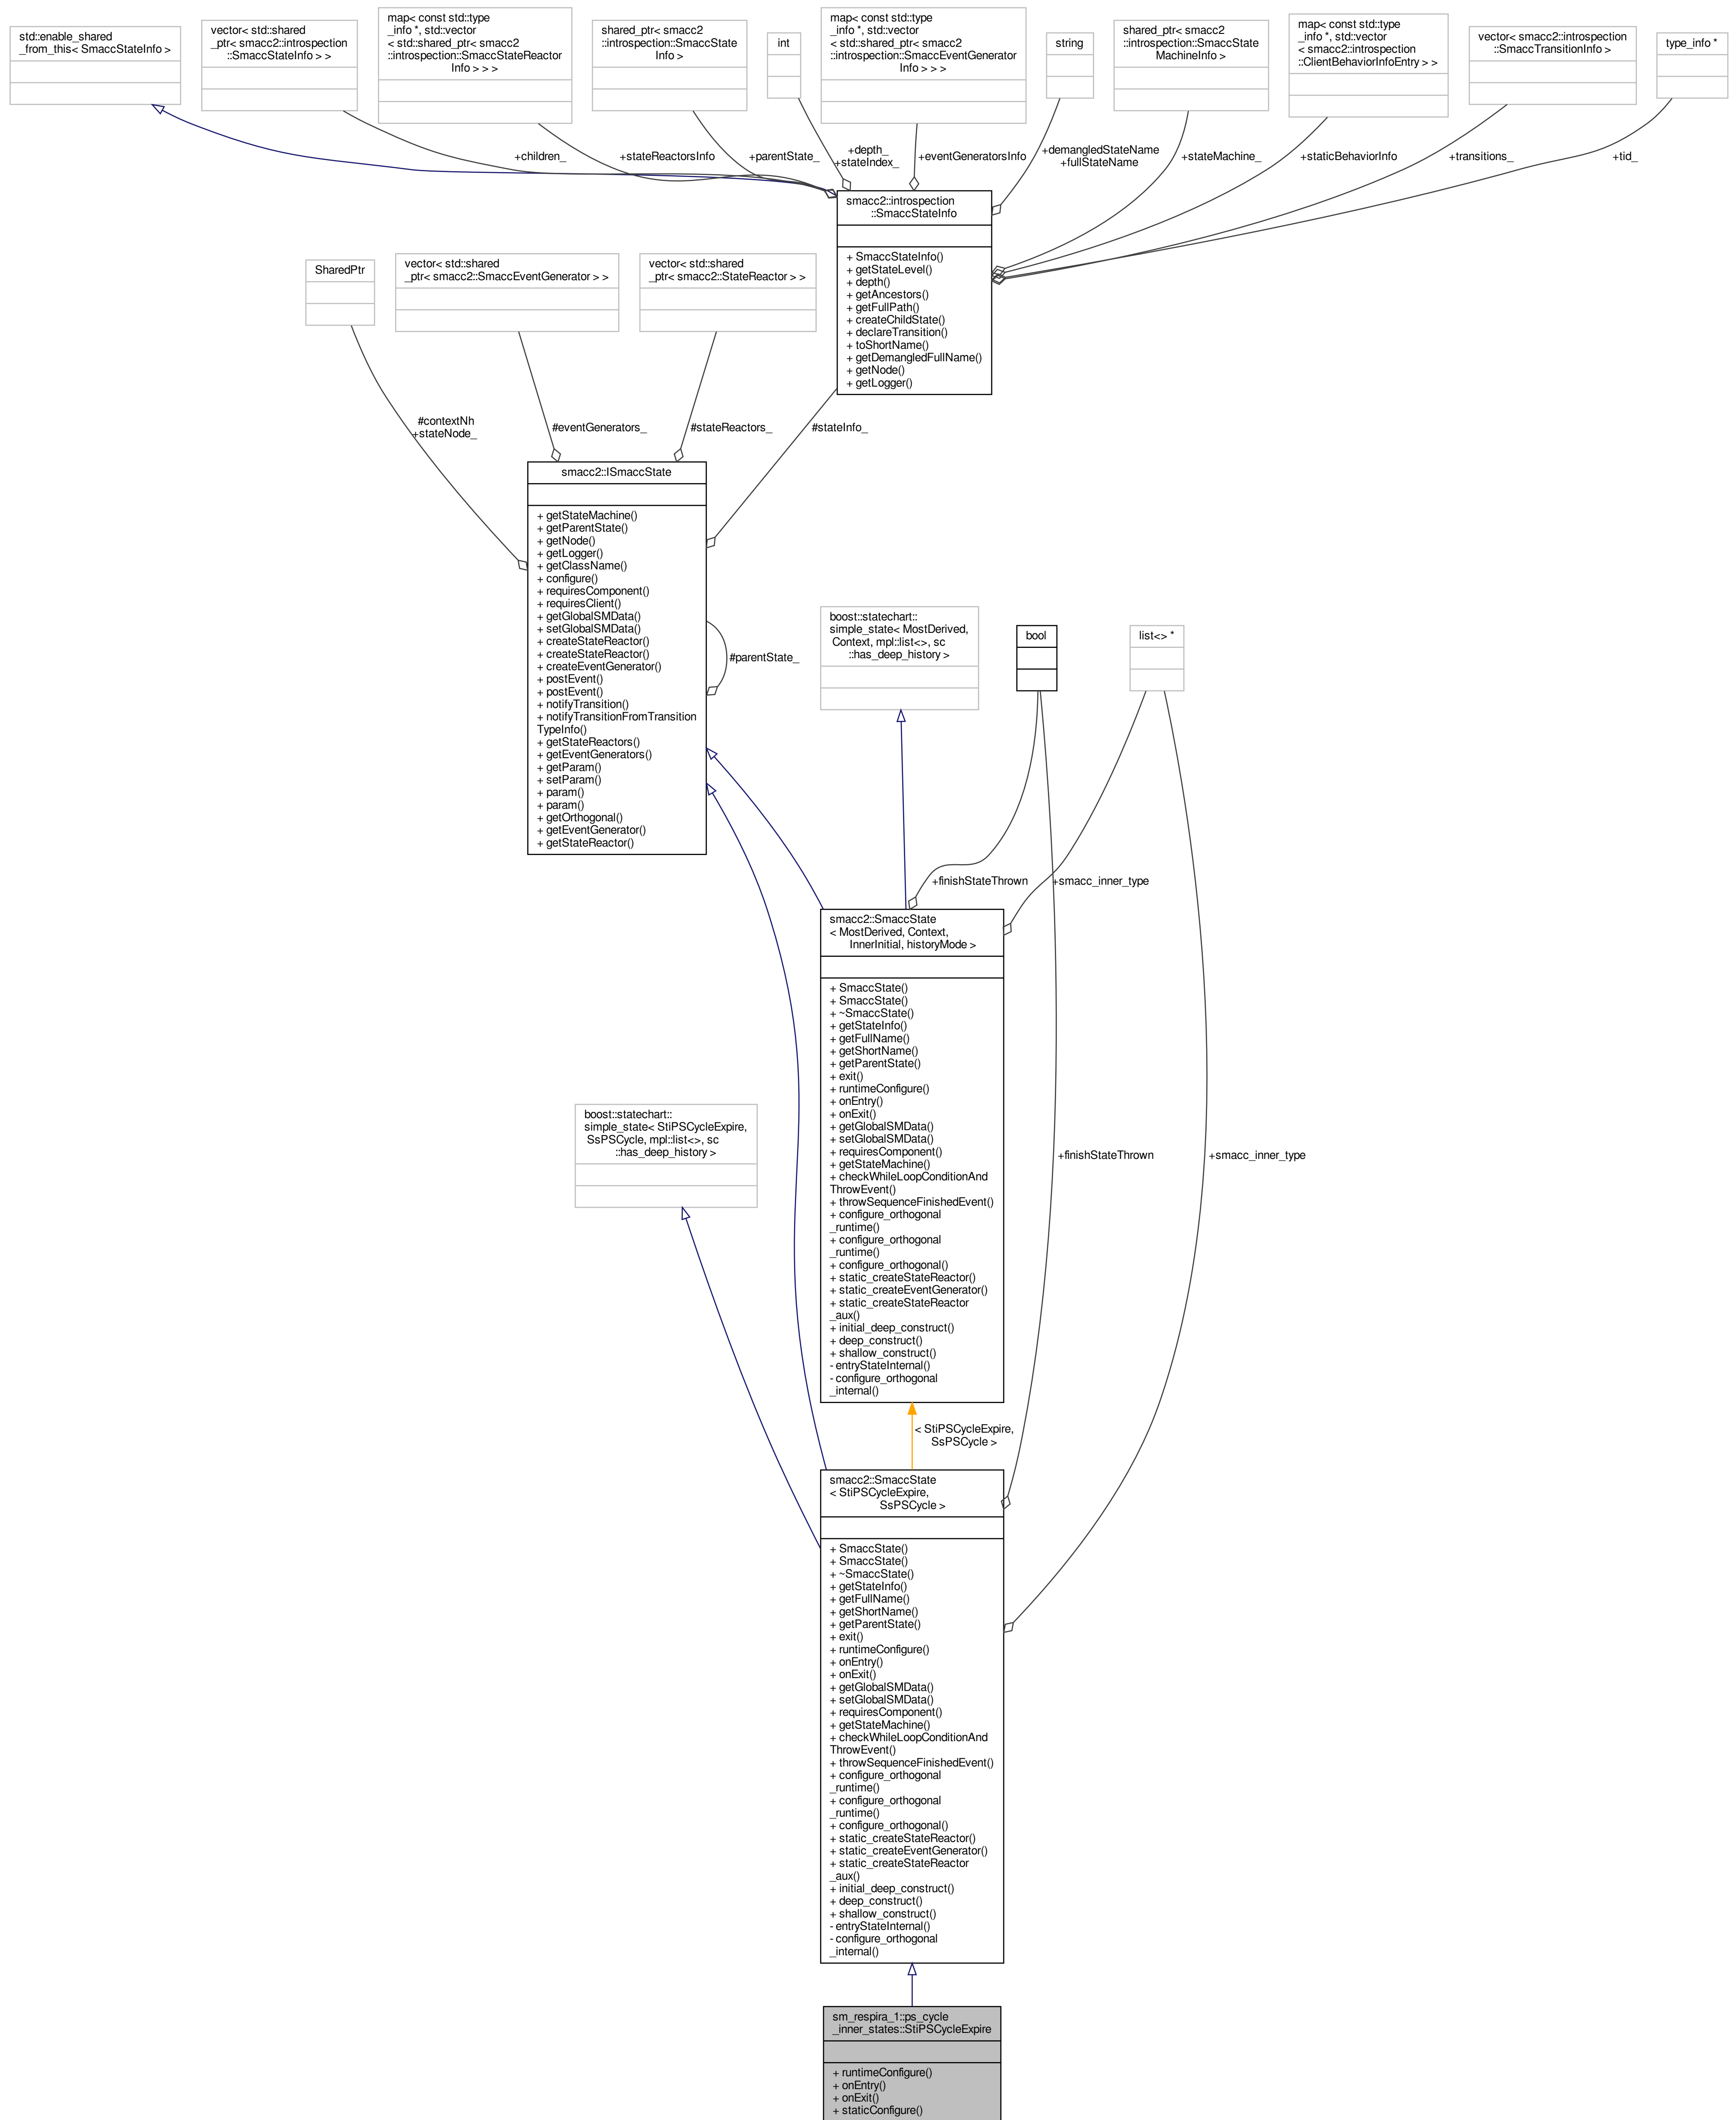 std::enable_shared
_from_this< SmaccStateInfo >
vector< std::shared
_ptr< smacc2::introspection
::SmaccStateInfo > >
map< const std::type
_info *, std::vector
< std::shared_ptr< smacc2
::introspection::SmaccStateReactor
Info > > >
shared_ptr< smacc2
::introspection::SmaccState
Info >
int
map< const std::type
_info *, std::vector
< std::shared_ptr< smacc2
::introspection::SmaccEventGenerator
Info > > >
string
shared_ptr< smacc2
::introspection::SmaccState
MachineInfo >
map< const std::type
_info *, std::vector
< smacc2::introspection
::ClientBehaviorInfoEntry > >
vector< smacc2::introspection
::SmaccTransitionInfo >
type_info *
+children_
+stateReactorsInfo
+parentState_
+depth_
+stateIndex_
+eventGeneratorsInfo
+demangledStateName
+fullStateName
+stateMachine_
+staticBehaviorInfo
+transitions_
+tid_
smacc2::introspection
::SmaccStateInfo
+ SmaccStateInfo()
+ getStateLevel()
+ depth()
+ getAncestors()
+ getFullPath()
+ createChildState()
+ declareTransition()
+ toShortName()
+ getDemangledFullName()
+ getNode()
+ getLogger()
SharedPtr
vector< std::shared
_ptr< smacc2::SmaccEventGenerator > >
vector< std::shared
_ptr< smacc2::StateReactor > >
#contextNh
+stateNode_
#eventGenerators_
#stateReactors_
#stateInfo_
smacc2::ISmaccState
+ getStateMachine()
+ getParentState()
+ getNode()
+ getLogger()
+ getClassName()
+ configure()
+ requiresComponent()
+ requiresClient()
+ getGlobalSMData()
+ setGlobalSMData()
+ createStateReactor()
+ createStateReactor()
+ createEventGenerator()
+ postEvent()
+ postEvent()
+ notifyTransition()
+ notifyTransitionFromTransition
TypeInfo()
+ getStateReactors()
+ getEventGenerators()
+ getParam()
+ setParam()
+ param()
+ param()
+ getOrthogonal()
+ getEventGenerator()
+ getStateReactor()
#parentState_
boost::statechart::
simple_state< MostDerived,
Context, mpl::list<>, sc
::has_deep_history >
bool
list<> *
+finishStateThrown
+smacc_inner_type
smacc2::SmaccState
< MostDerived, Context,
InnerInitial, historyMode >
+ SmaccState()
+ SmaccState()
+ ~SmaccState()
+ getStateInfo()
+ getFullName()
+ getShortName()
+ getParentState()
+ exit()
+ runtimeConfigure()
+ onEntry()
+ onExit()
+ getGlobalSMData()
+ setGlobalSMData()
+ requiresComponent()
+ getStateMachine()
+ checkWhileLoopConditionAnd
ThrowEvent()
+ throwSequenceFinishedEvent()
+ configure_orthogonal
_runtime()
+ configure_orthogonal
_runtime()
+ configure_orthogonal()
+ static_createStateReactor()
+ static_createEventGenerator()
+ static_createStateReactor
_aux()
+ initial_deep_construct()
+ deep_construct()
+ shallow_construct()
- entryStateInternal()
- configure_orthogonal
_internal()
boost::statechart::
simple_state< StiPSCycleExpire,
SsPSCycle, mpl::list<>, sc
::has_deep_history >
+finishStateThrown
+smacc_inner_type
< StiPSCycleExpire,
SsPSCycle >
smacc2::SmaccState
< StiPSCycleExpire,
SsPSCycle >
+ SmaccState()
+ SmaccState()
+ ~SmaccState()
+ getStateInfo()
+ getFullName()
+ getShortName()
+ getParentState()
+ exit()
+ runtimeConfigure()
+ onEntry()
+ onExit()
+ getGlobalSMData()
+ setGlobalSMData()
+ requiresComponent()
+ getStateMachine()
+ checkWhileLoopConditionAnd
ThrowEvent()
+ throwSequenceFinishedEvent()
+ configure_orthogonal
_runtime()
+ configure_orthogonal
_runtime()
+ configure_orthogonal()
+ static_createStateReactor()
+ static_createEventGenerator()
+ static_createStateReactor
_aux()
+ initial_deep_construct()
+ deep_construct()
+ shallow_construct()
- entryStateInternal()
- configure_orthogonal
_internal()
sm_respira_1::ps_cycle
_inner_states::StiPSCycleExpire
+ runtimeConfigure()
+ onEntry()
+ onExit()
+ staticConfigure()